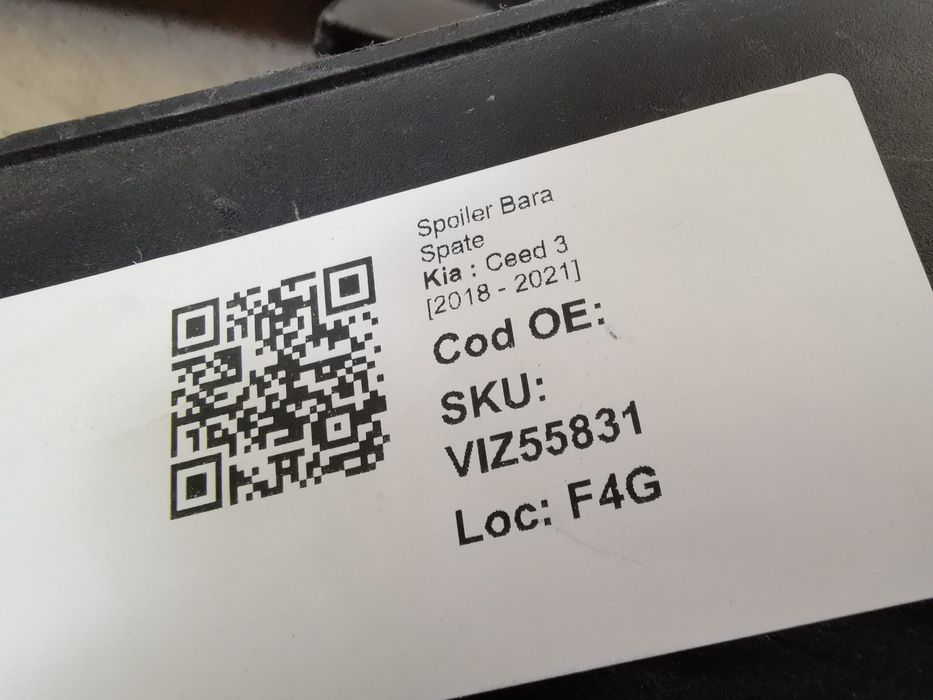 Spoiler Bara
Spate
Kia : Ceed 3
[2018 - 2021]
Cod OE:
SKU:
VIZ55831
Loc: F4G